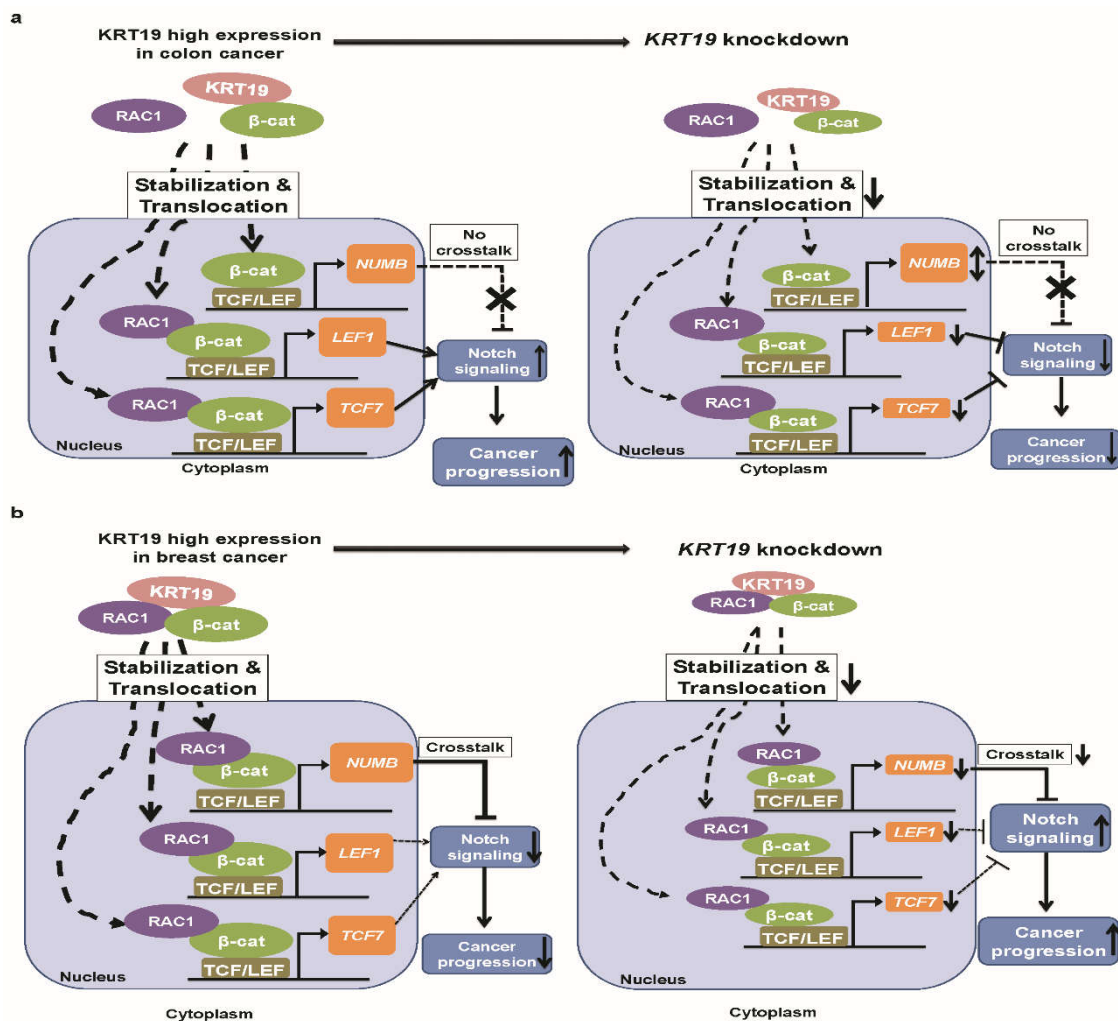 a
KRT19 high expression
in colon cancer
KRT19 knockdown
KRT19
RAC1
β-cat
Stabilization &
Translocation
No
crosstalk
β-cat
NUMB
TCF/LEF
RAC1
β-cat
LEF1
TCF/LEF
Notch
signaling
RAC1
β-cat
TCF7
TCF/LEF
Nucleus
Cytoplasm
Cancer
progression
KRT19
RAC1
β-cat
Stabilization &
Translocation
No
crosstalk
β-cat
NUMB
TCF/LEF
RAC1
β-cat
LEF1
TCF/LEF
Notch
signaling
RAC1
β-cat
TCF7
TCF/LEF
Nucleus
Cytoplasm
Cancer
progression
b
KRT19 high expression
in breast cancer
KRT19 knockdown
KRT19
RAC1
β-cat
Stabilization &
Translocation
Crosstalk
RAC1
β-cat
NUMB
TCF/LEF
RAC1
β-cat
LEF1
TCF/LEF
Notch
signaling
RAC1
β-cat
TCF7
TCF/LEF
Nucleus
Cytoplasm
Cancer
progression
KRT19
RAC1
β-cat
Stabilization &
Translocation
Crosstalk
RAC1
β-cat
NUMB
TCF/LEF
RAC1
β-cat
LEF1
TCF/LEF
Notch
signaling
RAC1
β-cat
TCF7
TCF/LEF
Nucleus
Cytoplasm
Cancer
progression